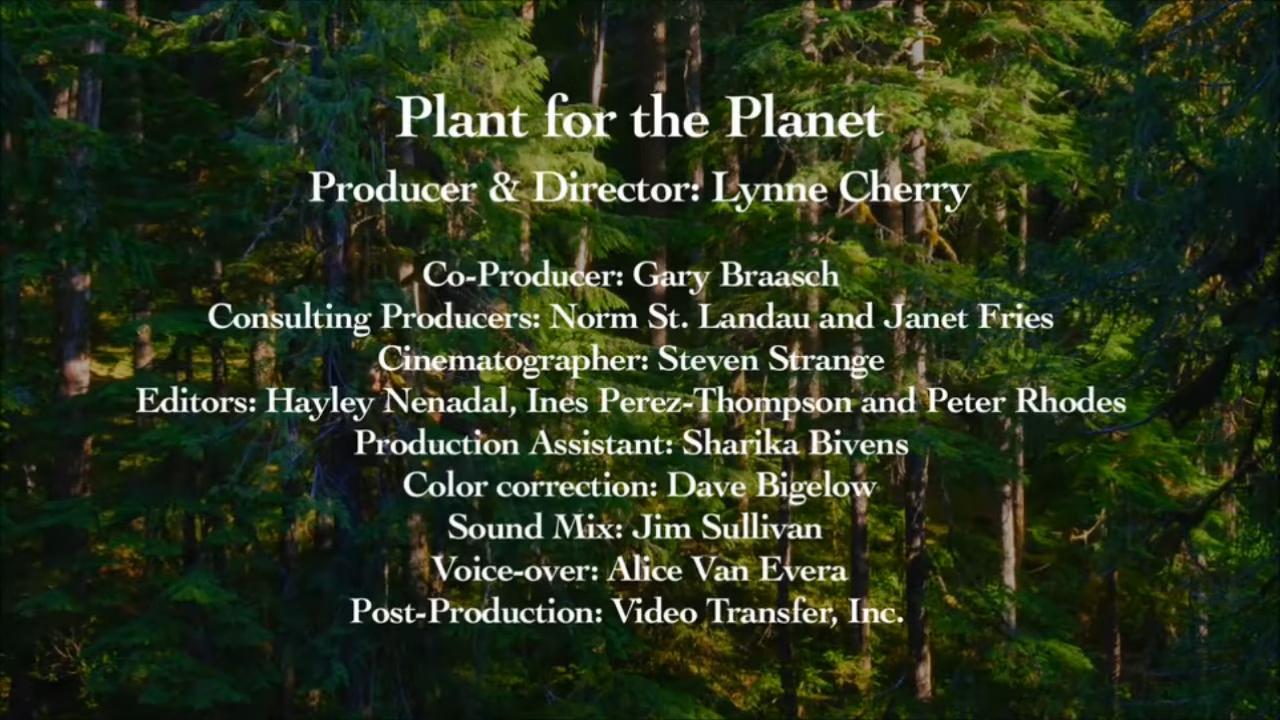 Plant for the Planet
Producer & Director: Lynne Cherry
Co-Producer: Gary Braasch
Consulting Producers: Norm St. Landau and Janet Fries
Cinematographer: Steven Strange
Editors: Hayley Nenadal, Ines Perez-Thompson and Peter Rhodes
Production Assistant: Sharika Bivens
Color correction: Dave Bigelow
Sound Mix: Jim Sullivan
Voice-over: Alice Van Evera
Post-Production: Video Transfer, Inc.